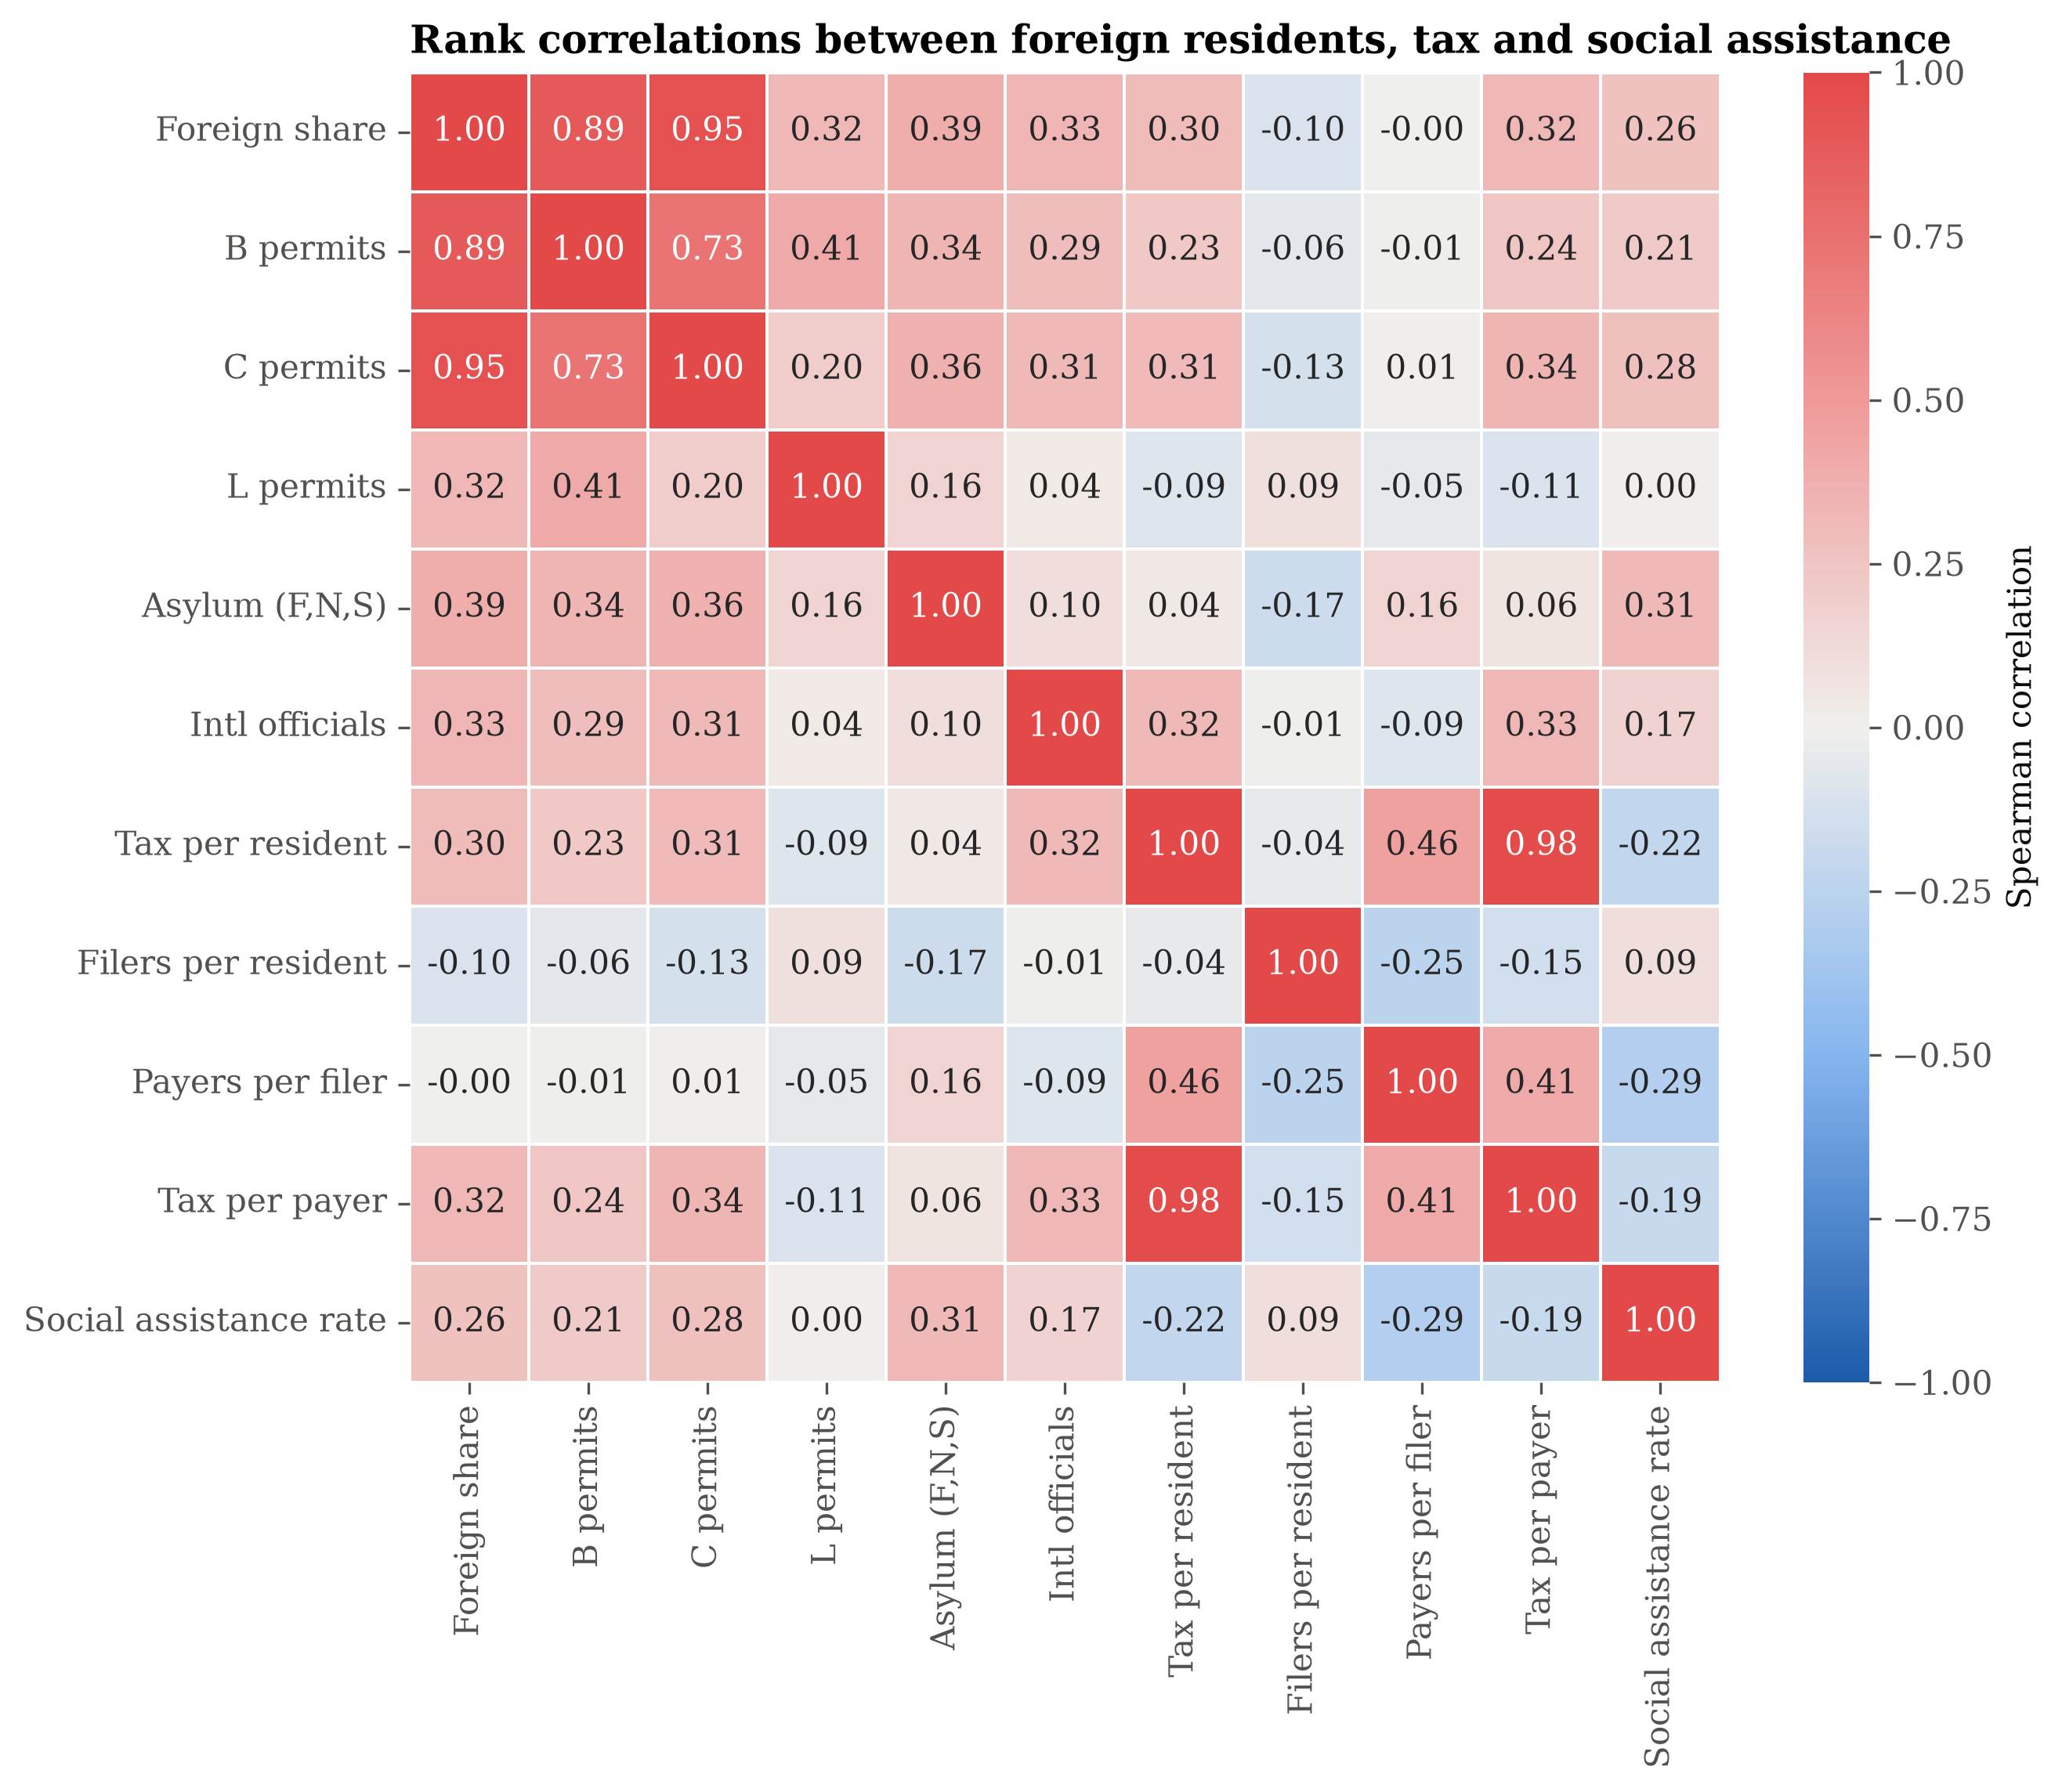 Rank correlations between foreign residents, tax and social assistance
Foreign share 1.00 0.89 0.95 0.32 0.39 0.33 0.30 -0.10 -0.00 0.32 0.26
B permits 0.89 1.00 0.73 0.41 0.34 0.29 0.23 -0.06 -0.01 0.24 0.21
C permits 0.95 0.73 1.00 0.20 0.36 0.31 0.31 -0.13 0.01 0.34 0.28
L permits 0.32 0.41 0.20 1.00 0.16 0.04 -0.09 0.09 -0.05 -0.11 0.00
Asylum (F,N,S) 0.39 0.34 0.36 0.16 1.00 0.10 0.04 -0.17 0.16 0.06 0.31
Intl officials 0.33 0.29 0.31 0.04 0.10 1.00 0.32 -0.01 -0.09 0.33 0.17
Tax per resident 0.30 0.23 0.31 -0.09 0.04 0.32 1.00 -0.04 0.46 0.98 -0.22
Filers per resident -0.10 -0.06 -0.13 0.09 -0.17 -0.01 -0.04 1.00 -0.25 -0.15 0.09
Payers per filer -0.00 -0.01 0.01 -0.05 0.16 -0.09 0.46 -0.25 1.00 0.41 -0.29
Tax per payer 0.32 0.24 0.34 -0.11 0.06 0.33 0.98 -0.15 0.41 1.00 -0.19
Social assistance rate 0.26 0.21 0.28 0.00 0.31 0.17 -0.22 0.09 -0.29 -0.19 1.00
Foreign share
B permits
C permits
L permits
Asylum (F,N,S)
Intl officials
Tax per resident
Filers per resident
Payers per filer
Tax per payer
Social assistance rate
1.00
0.75
0.50
0.25
0.00
−0.25
−0.50
−0.75
−1.00
Spearman correlation